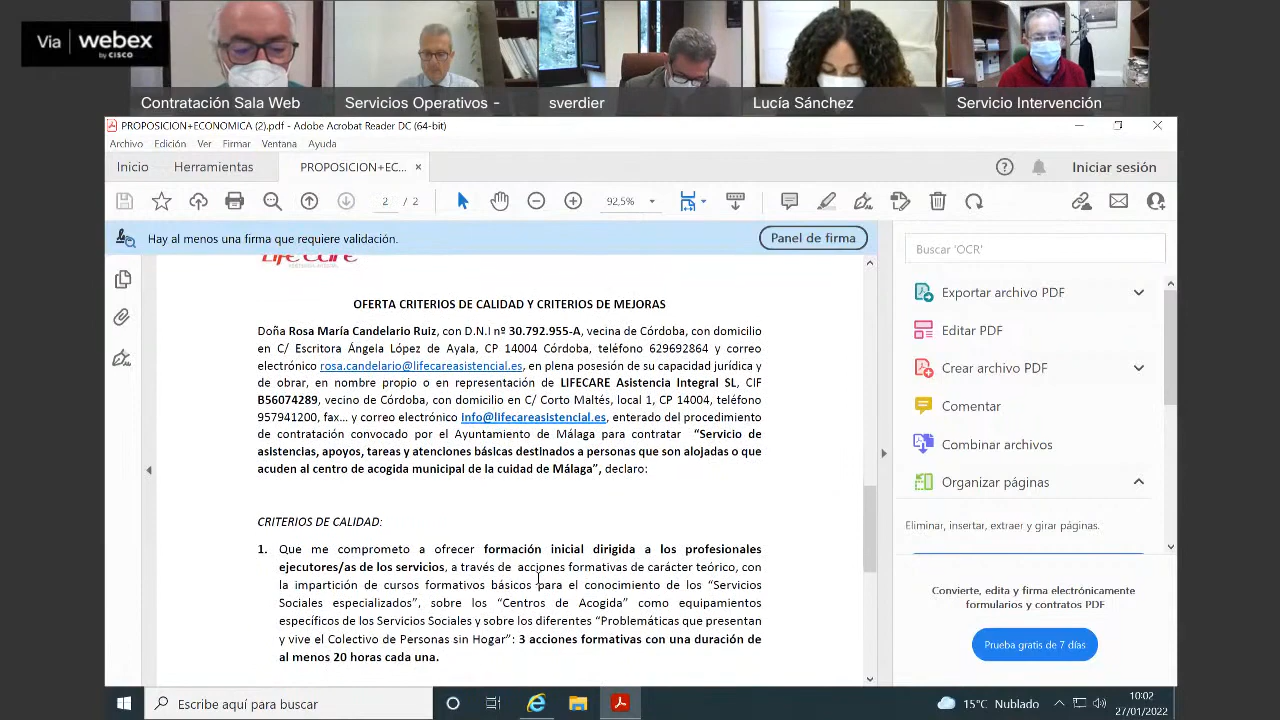 Via webex
by CISCO
Contratación Sala Web
Servicios Operativos -
sverdier
Lucía Sánchez
Servicio Intervención
PROPOSICION+ECONOMICA (2).pdf - Adobe Acrobat Reader DC (64-bit)
Archivo Edición Ver Firmar Ventana Ayuda
Inicio Herramientas PROPOSICION+EC... × Iniciar sesión
2 / 2 92,5%
Hay al menos una firma que requiere validación. Panel de firma
Life Care
OFERTA CRITERIOS DE CALIDAD Y CRITERIOS DE MEJORAS
Doña Rosa María Candelario Ruiz, con D.N.I nº 30.792.955-A, vecina de Córdoba, con domicilio
en C/ Escritora Ángela López de Ayala, CP 14004 Córdoba, teléfono 629692864 y correo
electrónico rosa.candelario@lifecareasistencial.es, en plena posesión de su capacidad jurídica y
de obrar, en nombre propio o en representación de LIFECARE Asistencia Integral SL, CIF
B56074289, vecino de Córdoba, con domicilio en C/ Corto Maltés, local 1, CP 14004, teléfono
957941200, fax... y correo electrónico info@lifecareasistencial.es, enterado del procedimiento
de contratación convocado por el Ayuntamiento de Málaga para contratar "Servicio de
asistencias, apoyos, tareas y atenciones básicas destinados a personas que son alojadas o que
acuden al centro de acogida municipal de la cuidad de Málaga", declaro:
CRITERIOS DE CALIDAD:
1. Que me comprometo a ofrecer formación inicial dirigida a los profesionales
ejecutores/as de los servicios, a través de acciones formativas de carácter teórico, con
la impartición de cursos formativos básicos para el conocimiento de los "Servicios
Sociales especializados", sobre los "Centros de Acogida" como equipamientos
específicos de los Servicios Sociales y sobre los diferentes "Problemáticas que presentan
y vive el Colectivo de Personas sin Hogar": 3 acciones formativas con una duración de
al menos 20 horas cada una.
Buscar 'OCR'
Exportar archivo PDF
Editar PDF
Crear archivo PDF
Comentar
Combinar archivos
Organizar páginas
Eliminar, insertar, extraer y girar páginas.
Convierte, edita y firma electrónicamente
formularios y contratos PDF
Prueba gratis de 7 días
Escribe aquí para buscar
15°C Nublado
10:02
27/01/2022